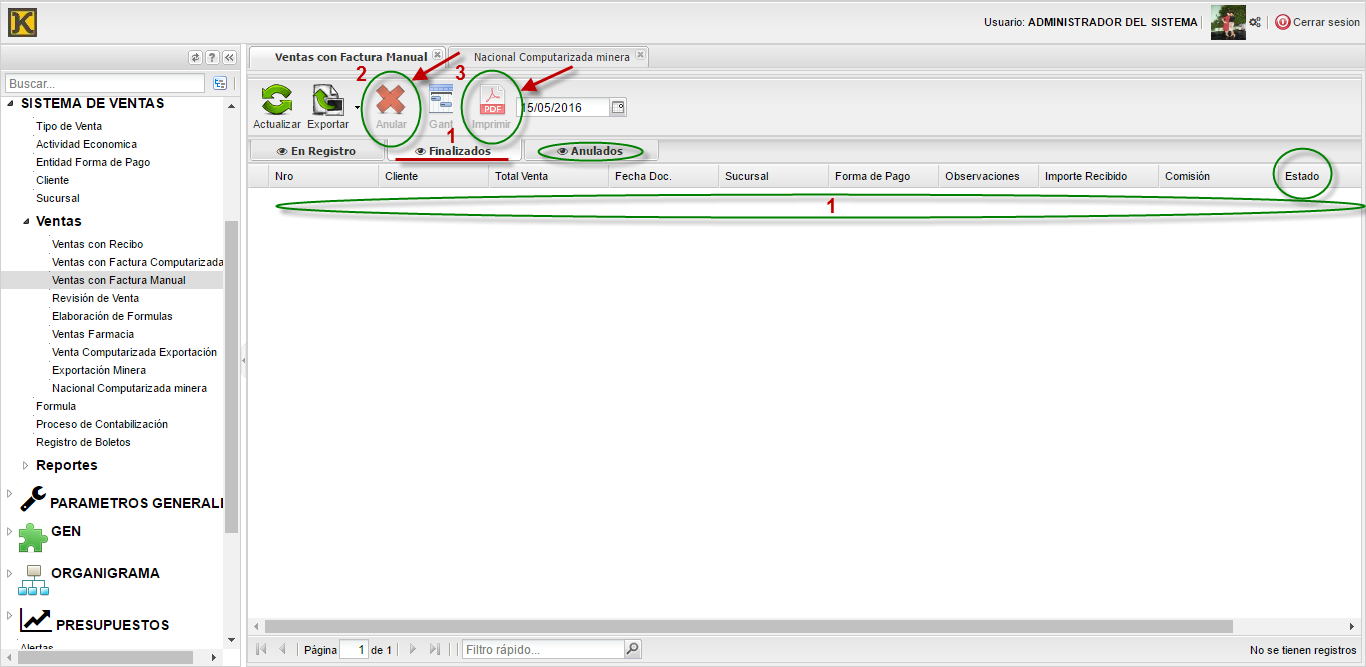 K
Usuario: ADMINISTRADOR DEL SISTEMA
Cerrar sesion
?
Buscar...
SISTEMA DE VENTAS
Tipo de Venta
Actividad Economica
Entidad Forma de Pago
Cliente
Sucursal
Ventas
Ventas con Recibo
Ventas con Factura Computarizada
Ventas con Factura Manual
Revisión de Venta
Elaboración de Formulas
Ventas Farmacia
Venta Computarizada Exportación
Exportación Minera
Nacional Computarizada minera
Formula
Proceso de Contabilización
Registro de Boletos
Reportes
PARAMETROS GENERALI
GEN
ORGANIGRAMA
PRESUPUESTOS
Alertas
Ventas con Factura Manual Nacional Computarizada minera
2 3
PDF
15/05/2016
Actualizar Exportar Anular Gant Imprimir
1
En Registro Finalizados Anulados
Nro Cliente Total Venta Fecha Doc. Sucursal Forma de Pago Observaciones Importe Recibido Comisión Estado
1
Página 1 de 1 Filtro rápido... No se tienen registros